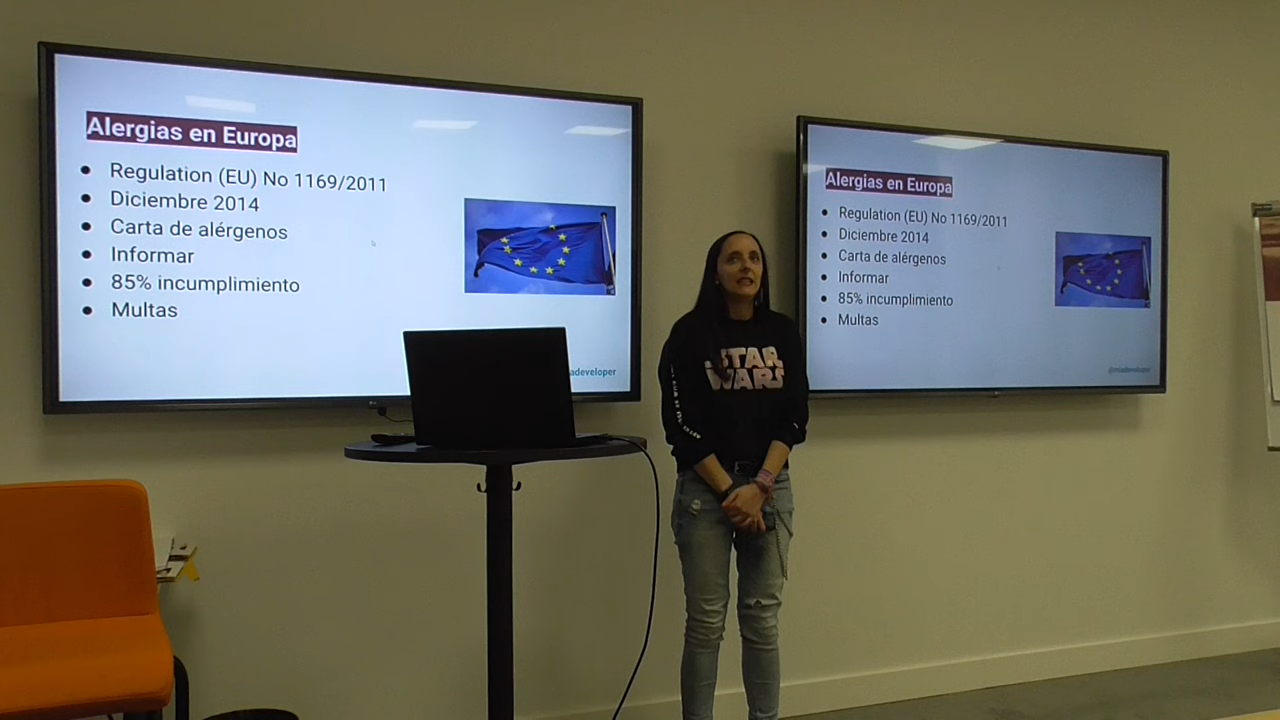 Alergias en Europa
Regulation (EU) No 1169/2011
Diciembre 2014
Carta de alérgenos
Informar
85% incumplimiento
Multas
adeveloper
STAR
WARS
Alergias en Europa
Regulation (EU) No 1169/2011
Diciembre 2014
Carta de alérgenos
Informar
85% incumplimiento
Multas